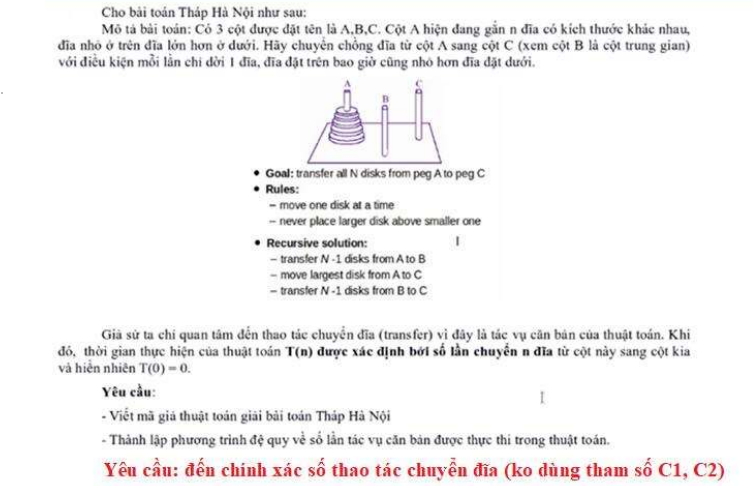 Cho bài toán Tháp Hà Nội như sau:
Mô tả bài toán: Có 3 cột được đặt tên là A,B,C. Cột A hiện đang gắn n đĩa có kích thước khác nhau,
đĩa nhỏ ở trên đĩa lớn hơn ở dưới. Hãy chuyển chồng đĩa từ cột A sang cột C (xem cột B là cột trung gian)
với điều kiện mỗi lần chỉ dời 1 đĩa, đĩa đặt trên bao giờ cũng nhỏ hơn đĩa đặt dưới.
A
B
C
• Goal: transfer all N disks from peg A to peg C
• Rules:
– move one disk at a time
– never place larger disk above smaller one
• Recursive solution:
– transfer N -1 disks from A to B
– move largest disk from A to C
– transfer N -1 disks from B to C
Giả sử ta chỉ quan tâm đến thao tác chuyển đĩa (transfer) vì đây là tác vụ căn bản của thuật toán. Khi
đó, thời gian thực hiện của thuật toán T(n) được xác định bởi số lần chuyển n đĩa từ cột này sang cột kia
và hiển nhiên T(0) = 0.
Yêu cầu:
- Viết mã giả thuật toán giải bài toán Tháp Hà Nội
- Thành lập phương trình đệ quy về số lần tác vụ căn bản được thực thi trong thuật toán.
Yêu cầu: đến chính xác số thao tác chuyển đĩa (ko dùng tham số C1, C2)